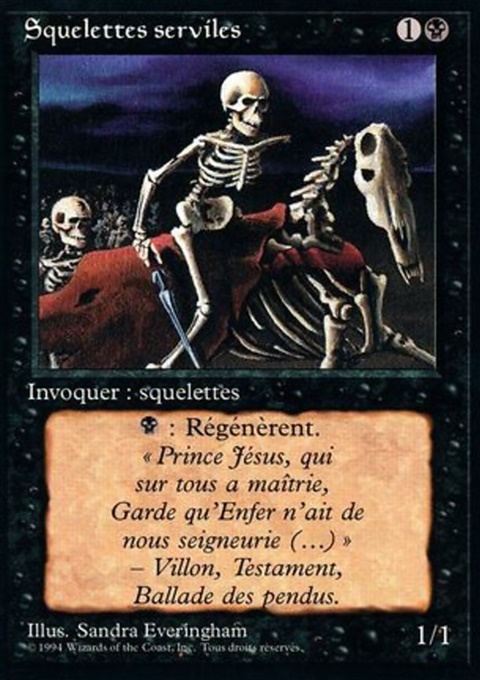 Squelettes serviles 1
Invoquer : squelettes
: Régénèrent.
« Prince Jésus, qui
sur tous a maîtrie,
Garde qu'Enfer n'ait de
nous seigneurie (...) »
– Villon, Testament,
Ballade des pendus.
Illus. Sandra Everingham
© 1994 Wizards of the Coast, Inc. Tous droits réservés.
1/1